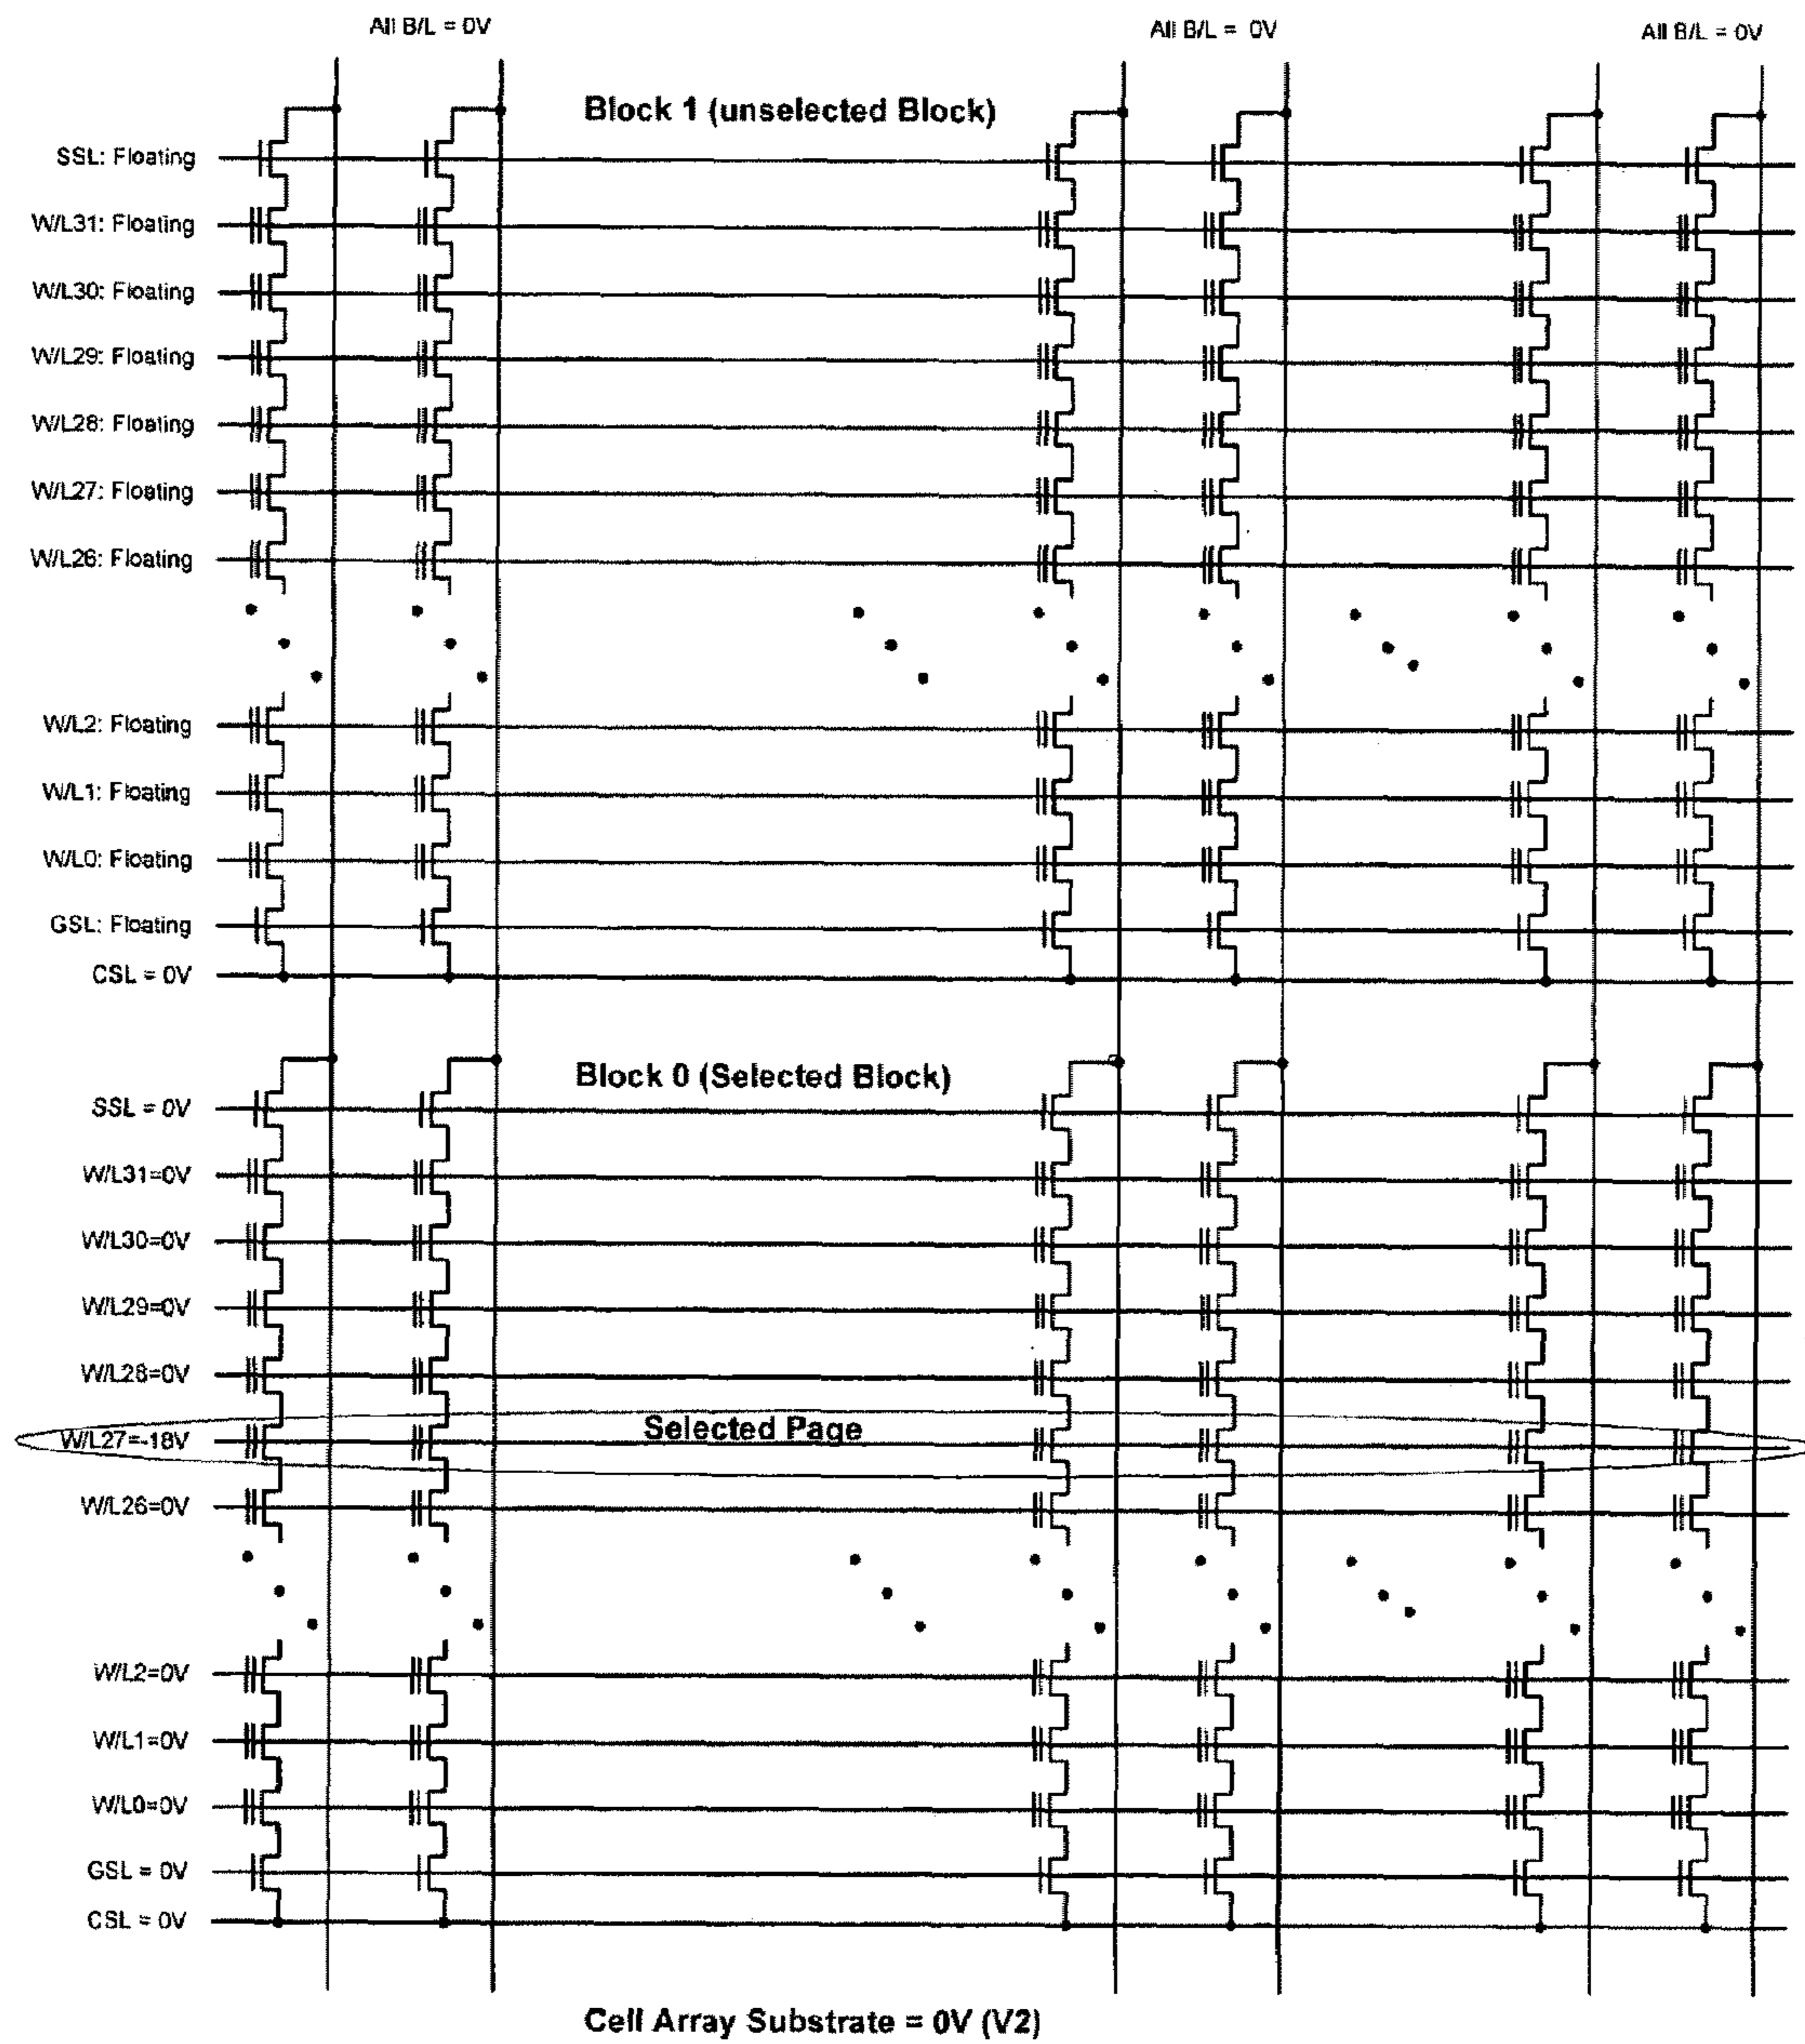 All B/L = 0V All B/L = 0V All B/L = 0V
Block 1 (unselected Block)
SSL: Floating
W/L31: Floating
W/L30: Floating
W/L29: Floating
W/L28: Floating
W/L27: Floating
W/L26: Floating
W/L2: Floating
W/L1: Floating
W/L0: Floating
GSL: Floating
CSL = 0V
Block 0 (Selected Block)
SSL = 0V
W/L31=0V
W/L30=0V
W/L29=0V
W/L28=0V
Selected Page
W/L27=-18V
W/L26=0V
W/L2=0V
W/L1=0V
W/L0=0V
GSL = 0V
CSL = 0V
Cell Array Substrate = 0V (V2)